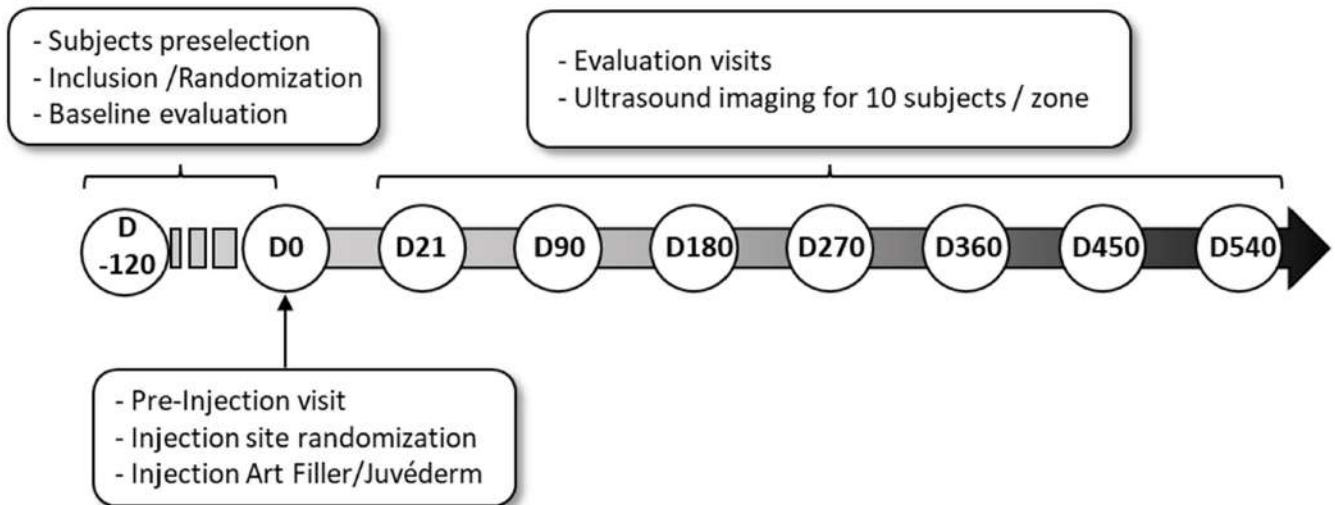 - Subjects preselection
- Inclusion /Randomization
- Baseline evaluation
- Evaluation visits
- Ultrasound imaging for 10 subjects / zone
D
-120
D0
D21
D90
D180
D270
D360
D450
D540
- Pre-Injection visit
- Injection site randomization
- Injection Art Filler/Juvéderm